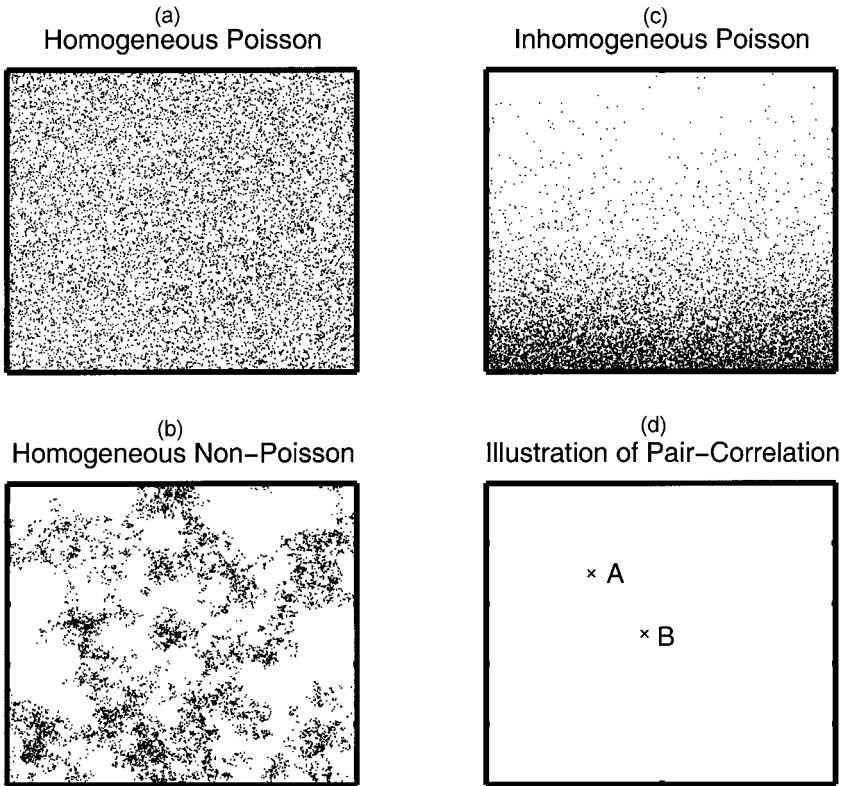 (a)
Homogeneous Poisson
(c)
Inhomogeneous Poisson
(b)
Homogeneous Non−Poisson
(d)
Illustration of Pair−Correlation
× A
× B